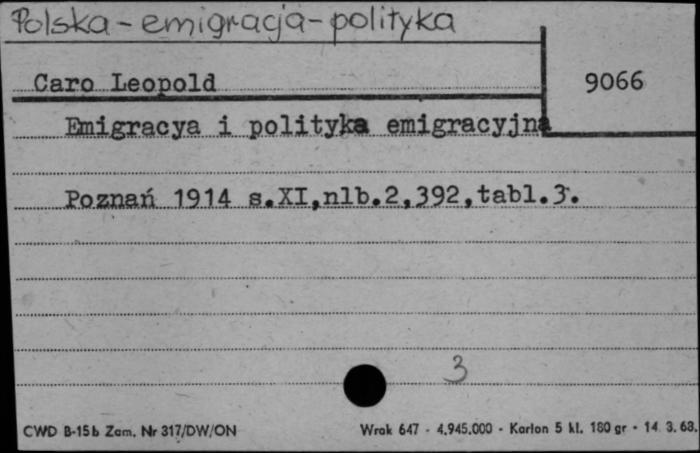 Polska - emigracja - polityka
Caro Leopold
9066
Emigracya i polityka emigracyjna
Poznań 1914 s.XI,nlb.2,392,tabl.3.
3
CWD B-15b Zam. Nr 317/DW/ON
Wrak 647 - 4.945.000 - Karton 5 kl. 180 gr - 14. 3. 68.